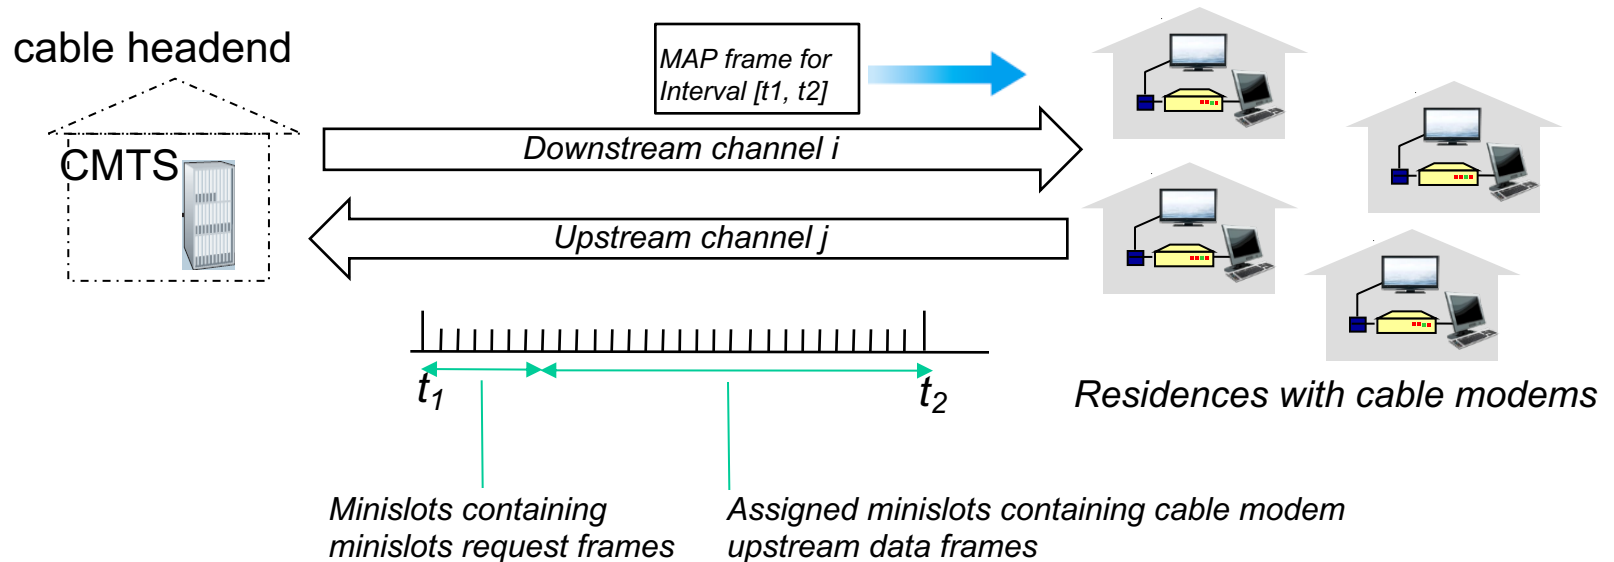 cable headend
MAP frame for
Interval [t1, t2]
CMTS
Downstream channel i
Upstream channel j
t1
t2
Residences with cable modems
Minislots containing
minislots request frames
Assigned minislots containing cable modem
upstream data frames